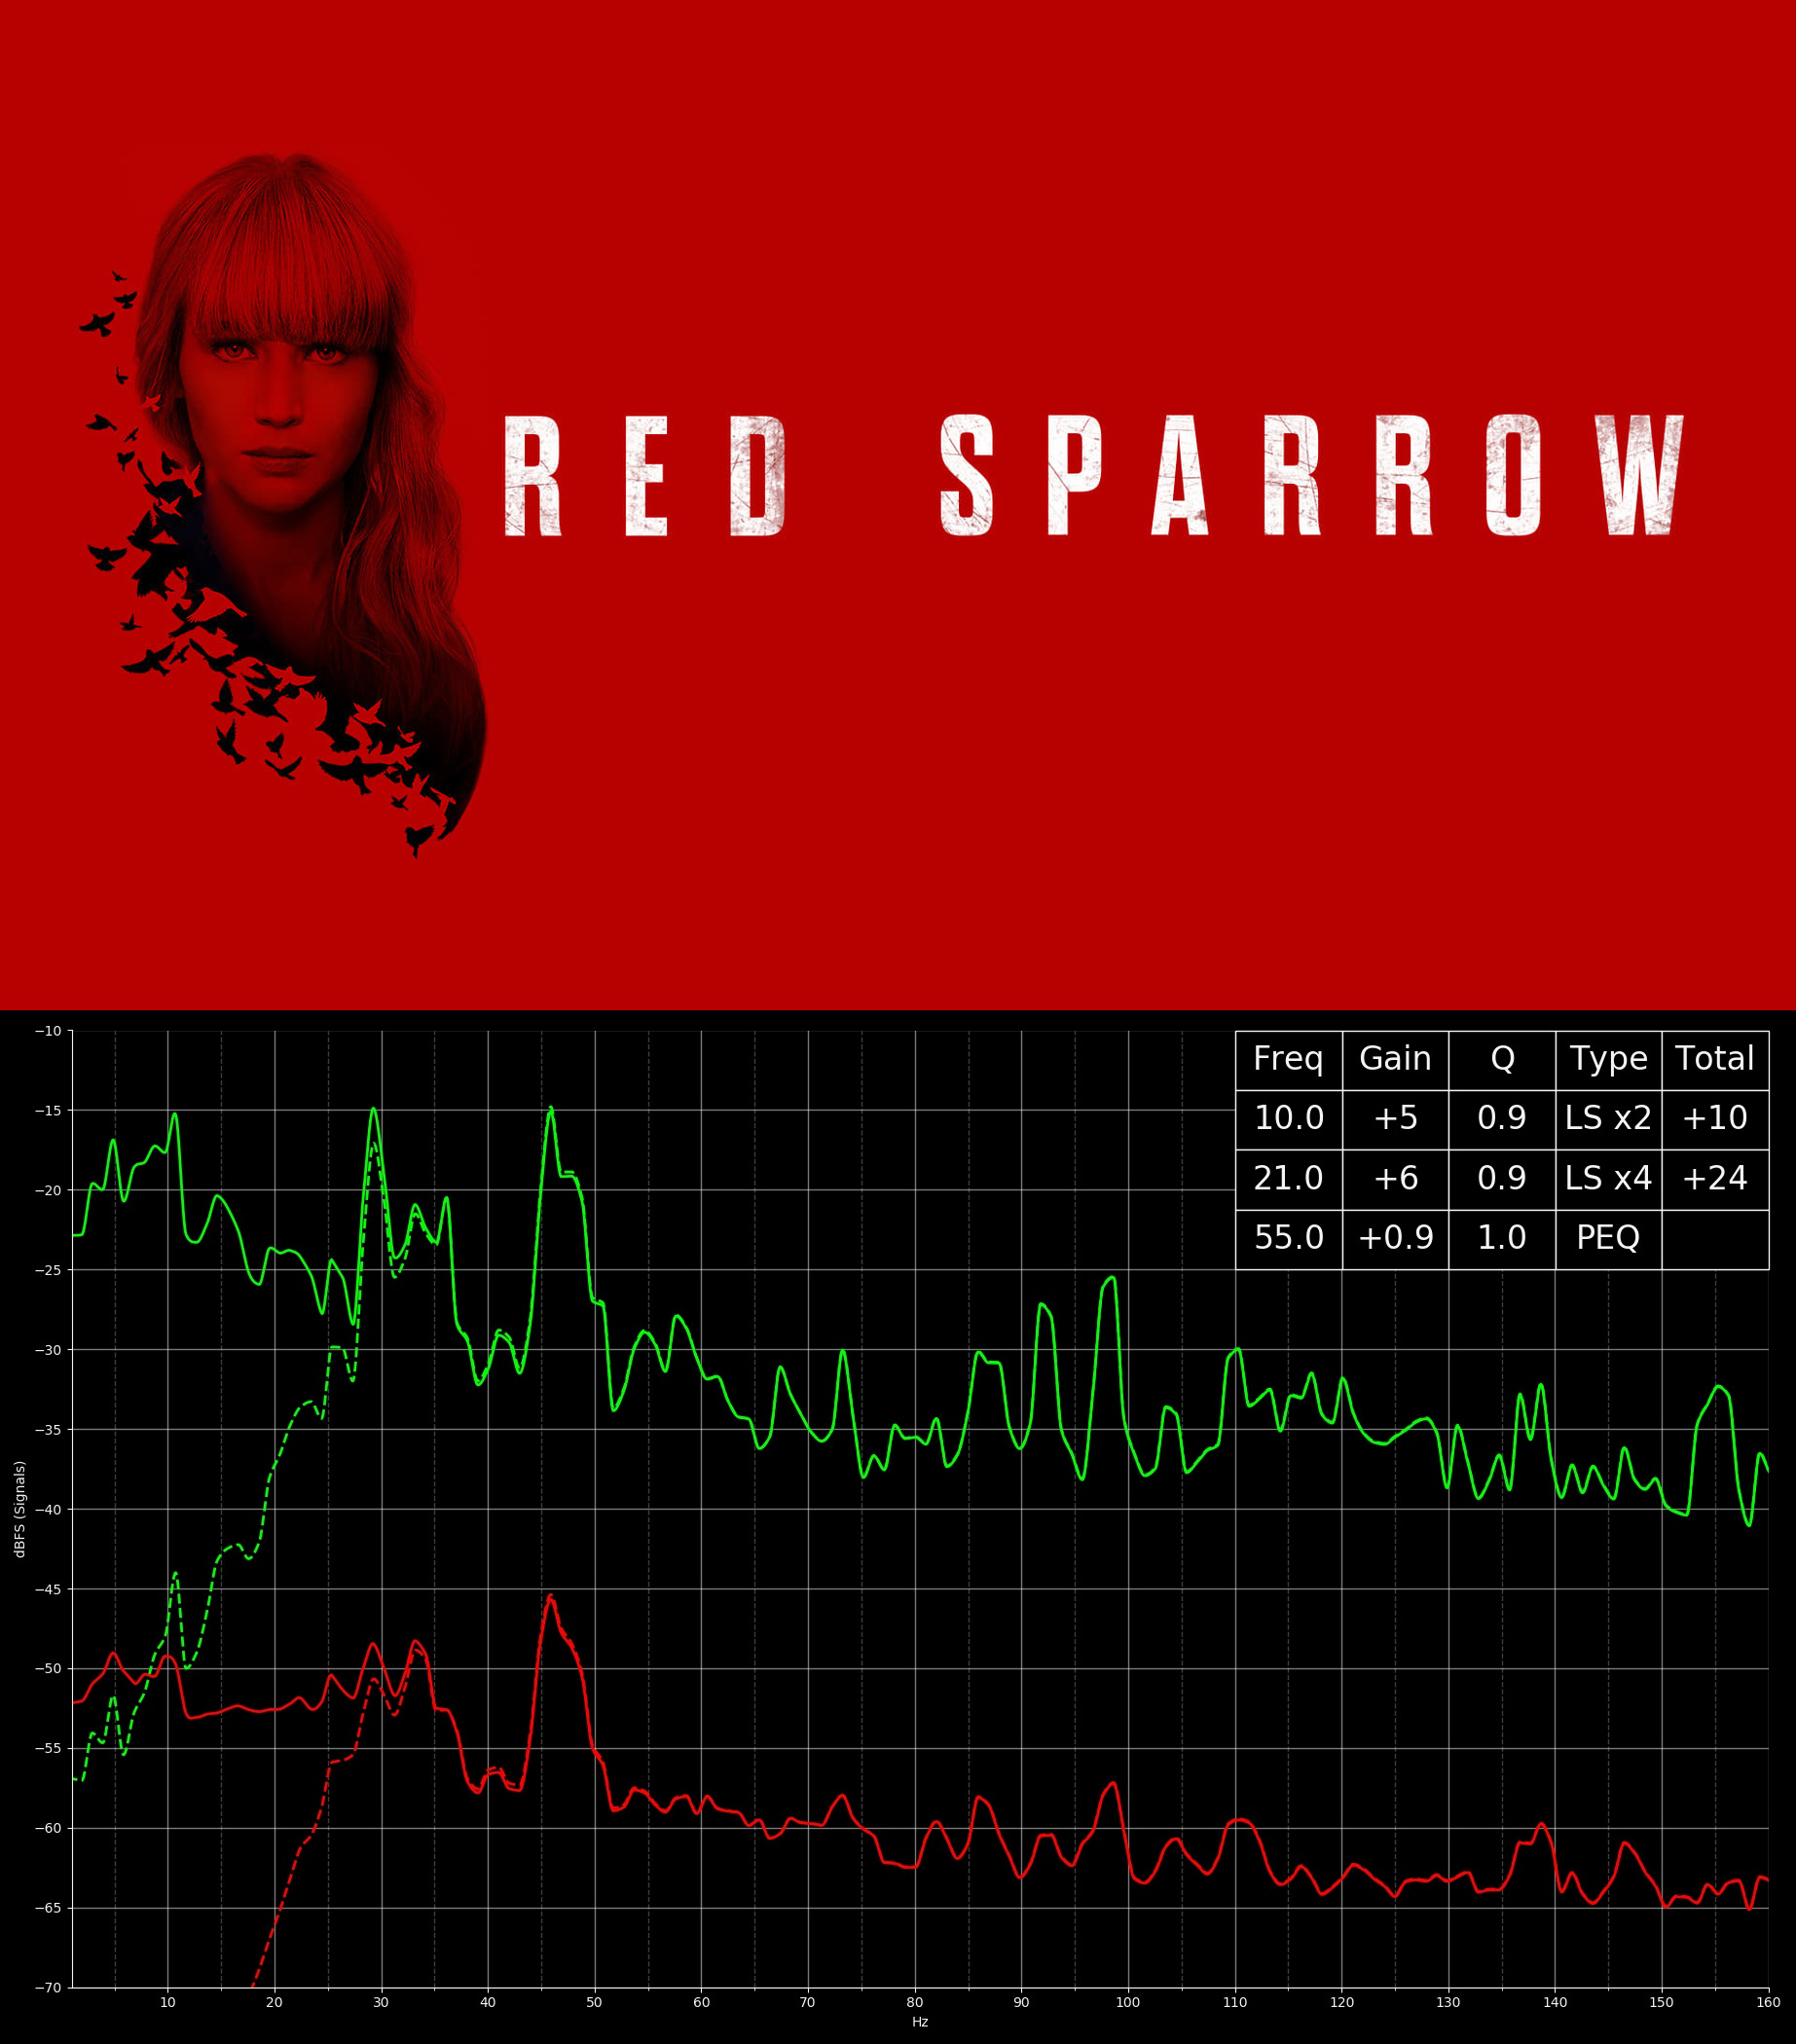 RED SPARROW
Freq Gain Q Type Total
10.0 +5 0.9 LS x2 +10
21.0 +6 0.9 LS x4 +24
55.0 +0.9 1.0 PEQ
−10
−15
−20
−25
−30
−35
−40
−45
−50
−55
−60
−65
−70
dBFS (Signals)
10 20 30 40 50 60 70 80 90 100 110 120 130 140 150 160
Hz